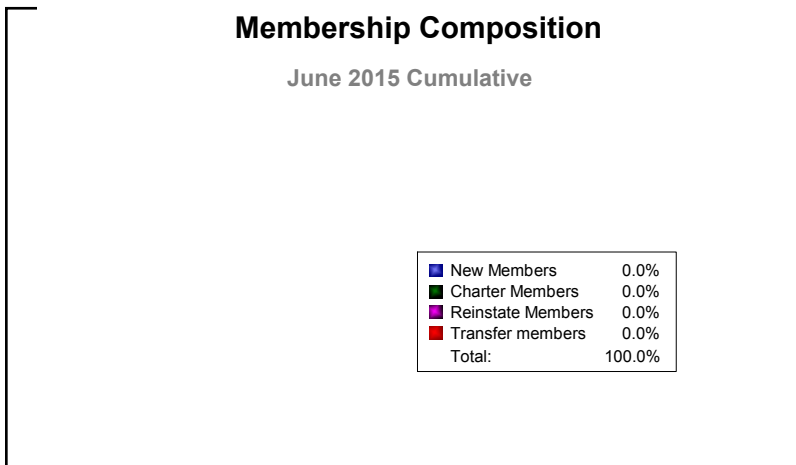 Membership Composition
June 2015 Cumulative
New Members 0.0%
Charter Members 0.0%
Reinstate Members 0.0%
Transfer members 0.0%
Total: 100.0%